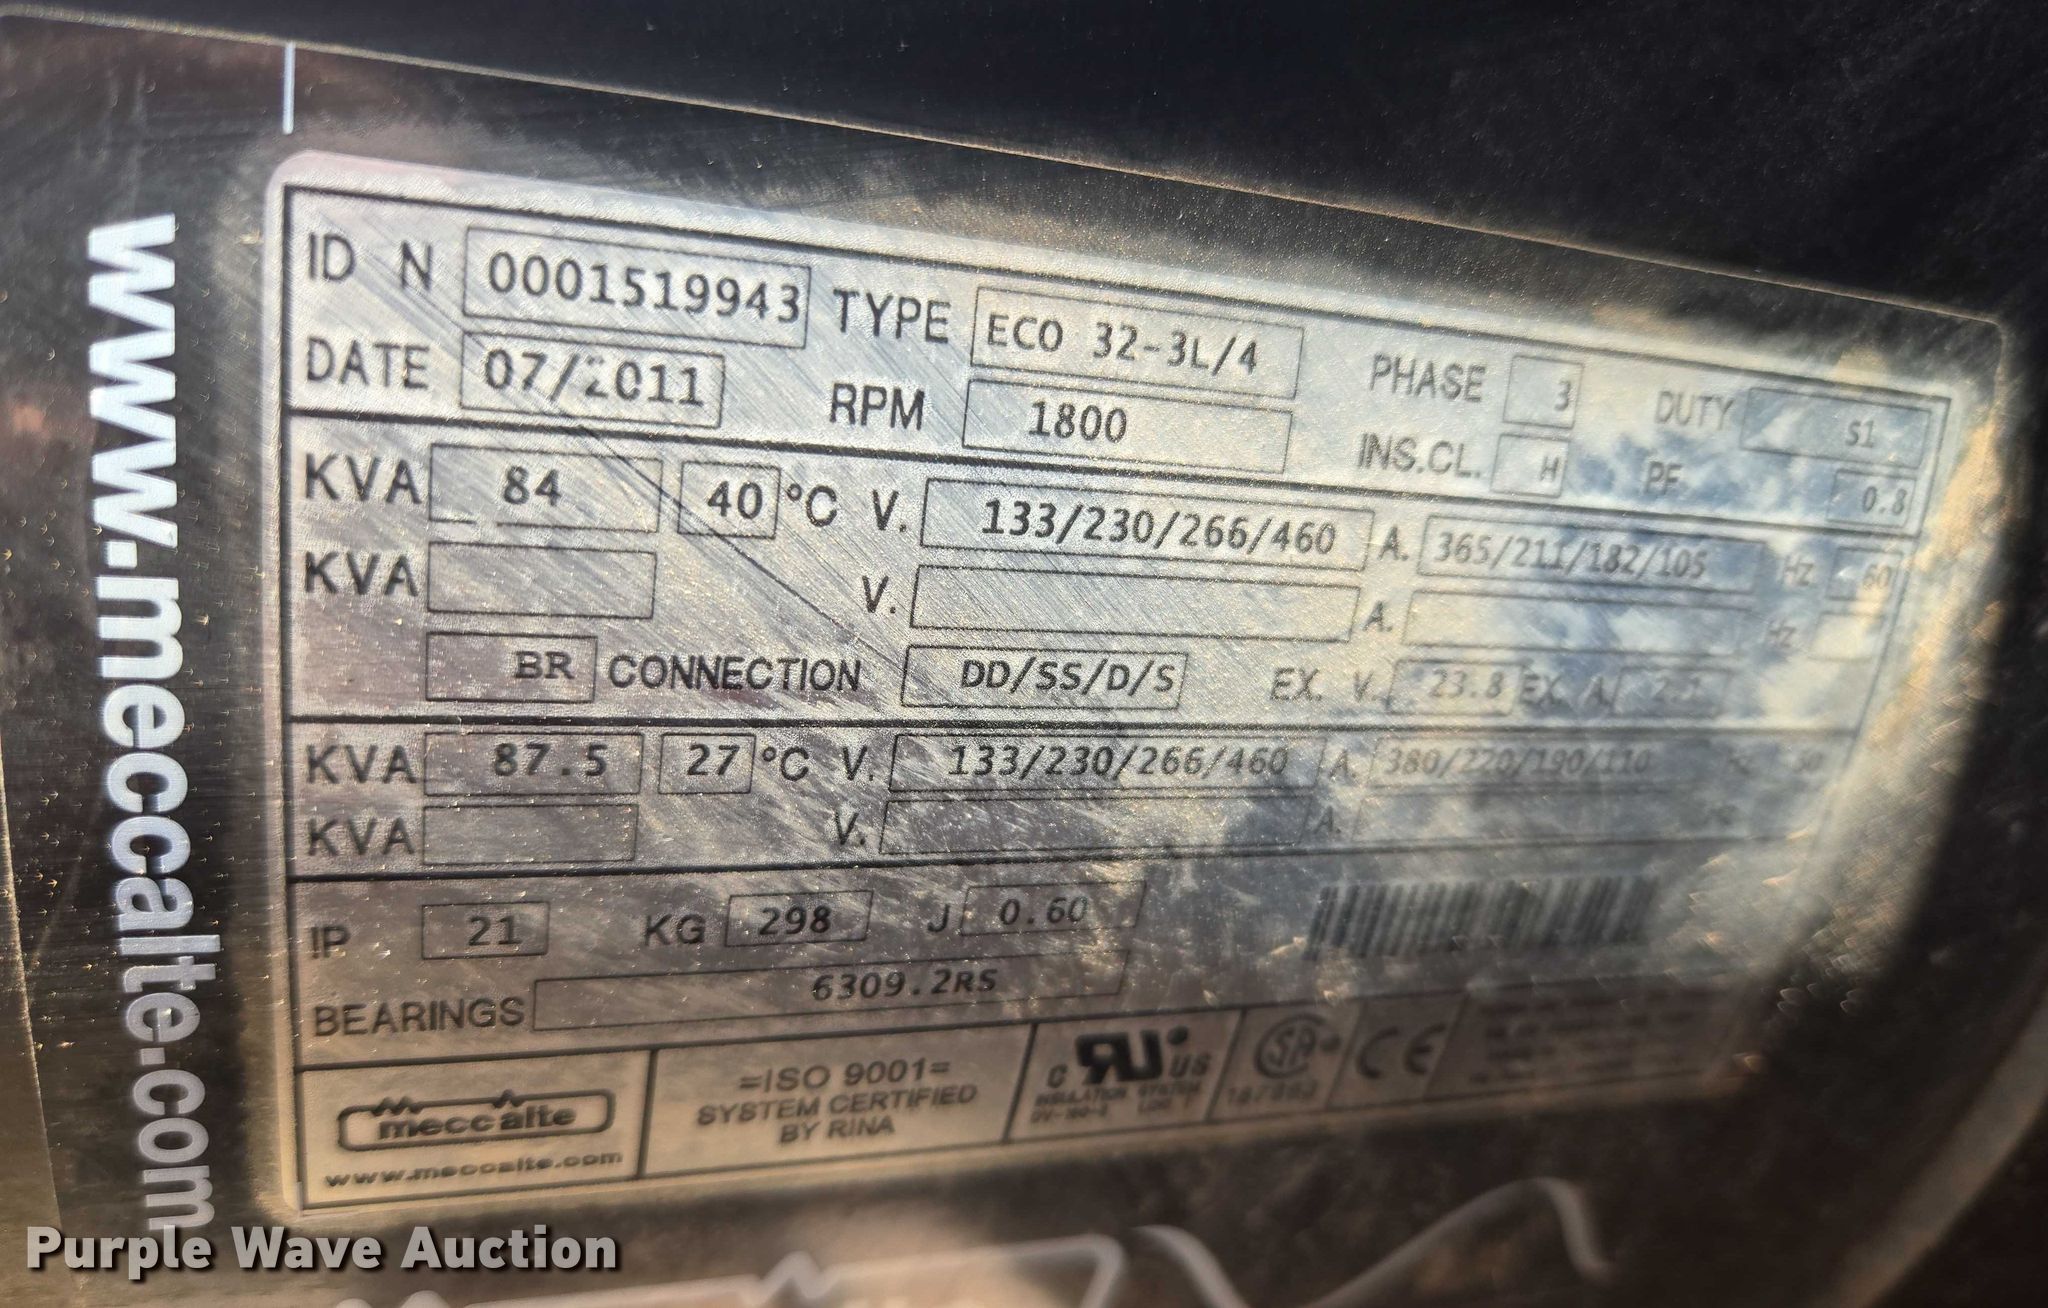 www.meccalte.com
ID N 0001519943 TYPE ECO 32-3L/4 PHASE 3 DUTY S1
DATE 07/2011 RPM 1800 INS.CL. H PF 0.8
KVA 84 40 °C V. 133/230/266/460 A. 365/211/182/105 Hz 60
KVA V. A. Hz
BR CONNECTION DD/SS/D/S EX. V. 23.8 EX. A.
KVA 87.5 27 °C V. 133/230/266/460 A. 380/220/190/110 Hz
KVA V. A.
IP 21 KG 298 J 0.60
BEARINGS 6309.2RS
meccalte
www.meccalte.com
=ISO 9001=
SYSTEM CERTIFIED
BY RINA
C RU US
INSULATION SYSTEM
SA
CE
Purple Wave Auction